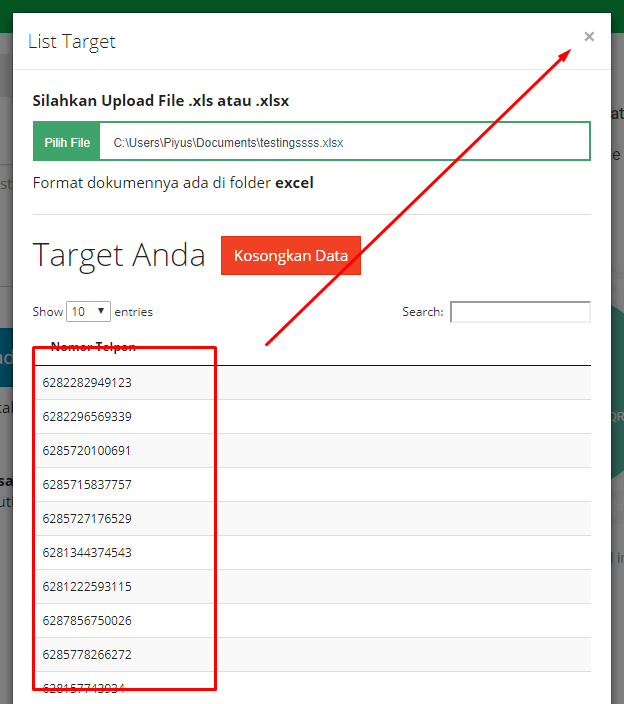 List Target
×
Silahkan Upload File .xls atau .xlsx
Pilih File C:\Users\Piyus\Documents\testingssss.xlsx
Format dokumennya ada di folder excel
Target Anda Kosongkan Data
Show 10 entries Search:
Nomor Telpon
6282282949123
6282296569339
6285720100691
6285715837757
6285727176529
6281344374543
6281222593115
6287856750026
6285778266272